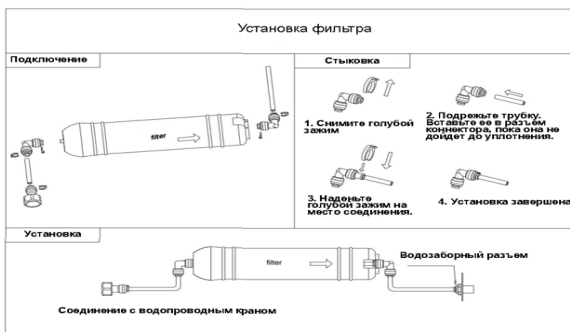 Установка фильтра
Подключение
filter
Стыковка
1. Снимите голубой
зажим
2. Подрежьте трубку.
Вставьте ее в разъем
коннектора, пока она не
дойдет до уплотнения.
3. Наденьте
голубой зажим на
место соединения.
4. Установка завершена
Установка
filter
Водозаборный разъем
Соединение с водопроводным краном